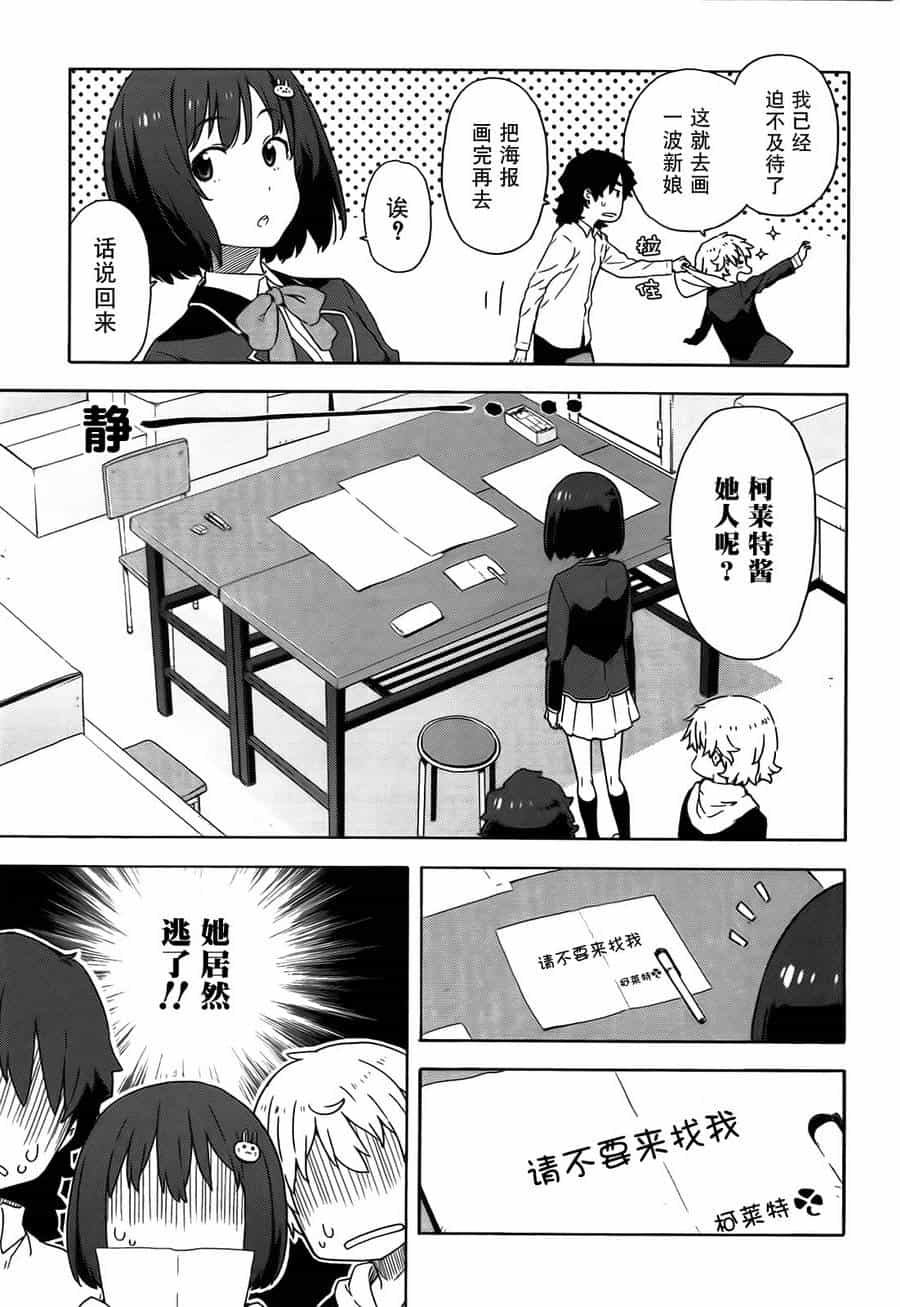 我已经
迫不及待了
这就去画
一波新娘
拉住
把海报
画完再去
诶?
话说回来
柯莱特酱
她人呢?
静
请不要来找我
柯莱特
请不要来找我
柯莱特
她居然
逃了!!